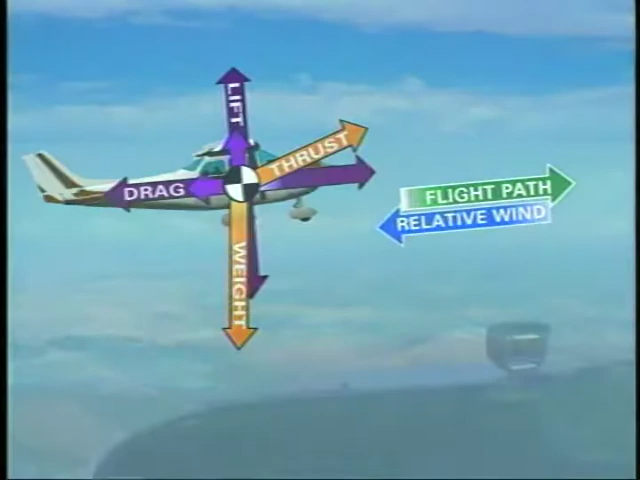 LIFT
THRUST
DRAG
WEIGHT
FLIGHT PATH
RELATIVE WIND